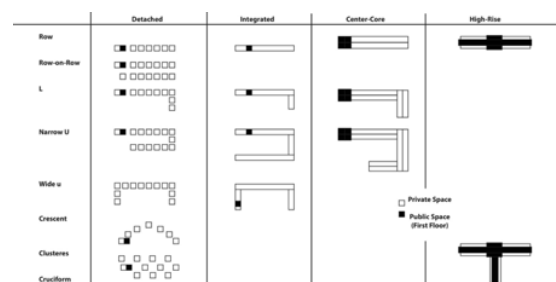 Detached Integrated Center-Core High-Rise
Row
Row-on-Row
L
Narrow U
Wide u
Private Space
Public Space
(First Floor)
Crescent
Clusteres
Cruciform